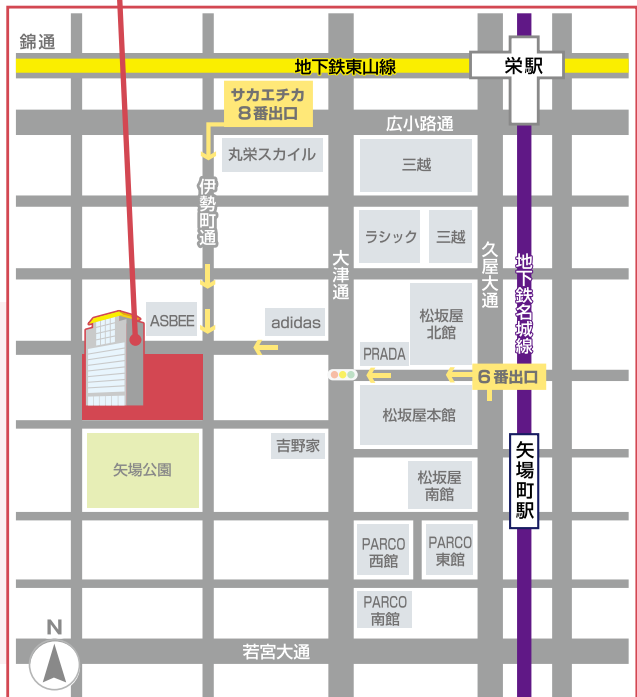 錦通
地下鉄東山線
栄駅
サカエチカ
8番出口
広小路通
丸栄スカイル
三越
伊勢町通
ラシック
三越
大津通
久屋大通
地下鉄名城線
ASBEE
adidas
松坂屋
北館
PRADA
6番出口
松坂屋本館
吉野家
矢場公園
松坂屋
南館
矢場町駅
PARCO
西館
PARCO
東館
PARCO
南館
N
若宮大通